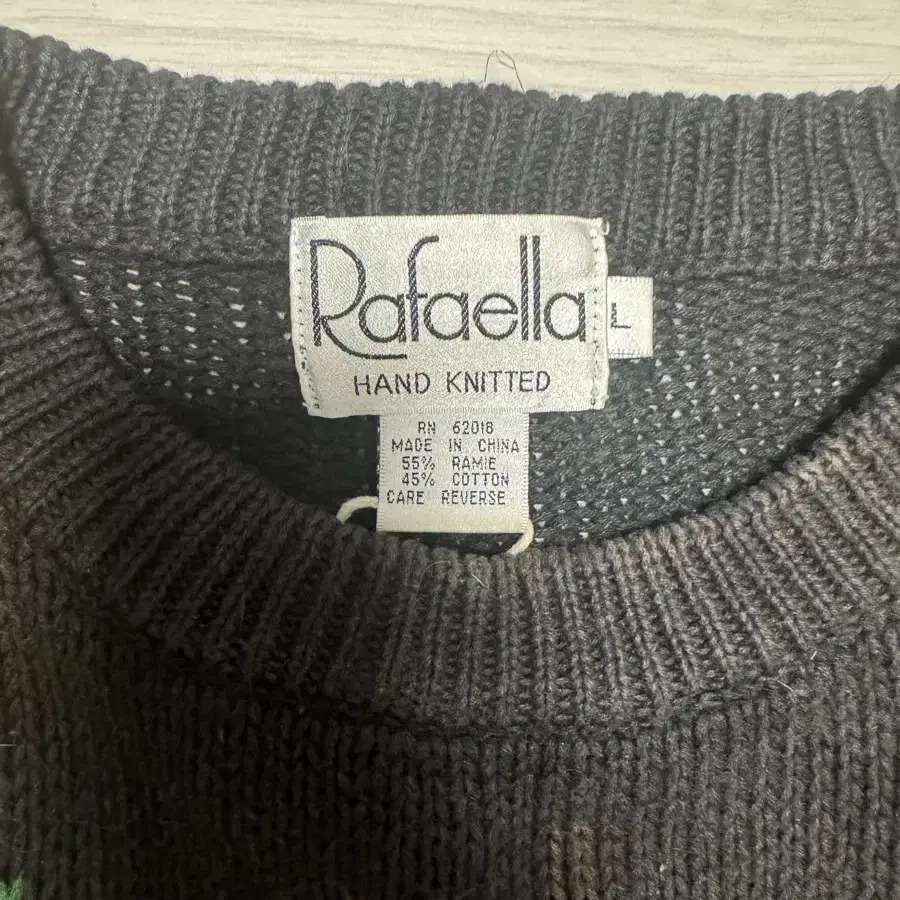 Rafaella
L
HAND KNITTED
RN 62018
MADE IN CHINA
55% RAMIE
45% COTTON
CARE REVERSE